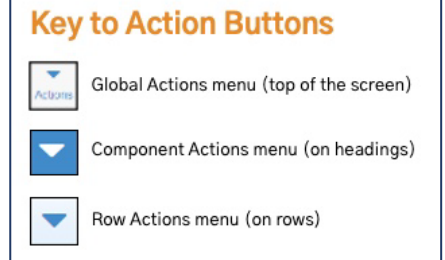 Key to Action Buttons
Actions
Global Actions menu (top of the screen)
Component Actions menu (on headings)
Row Actions menu (on rows)